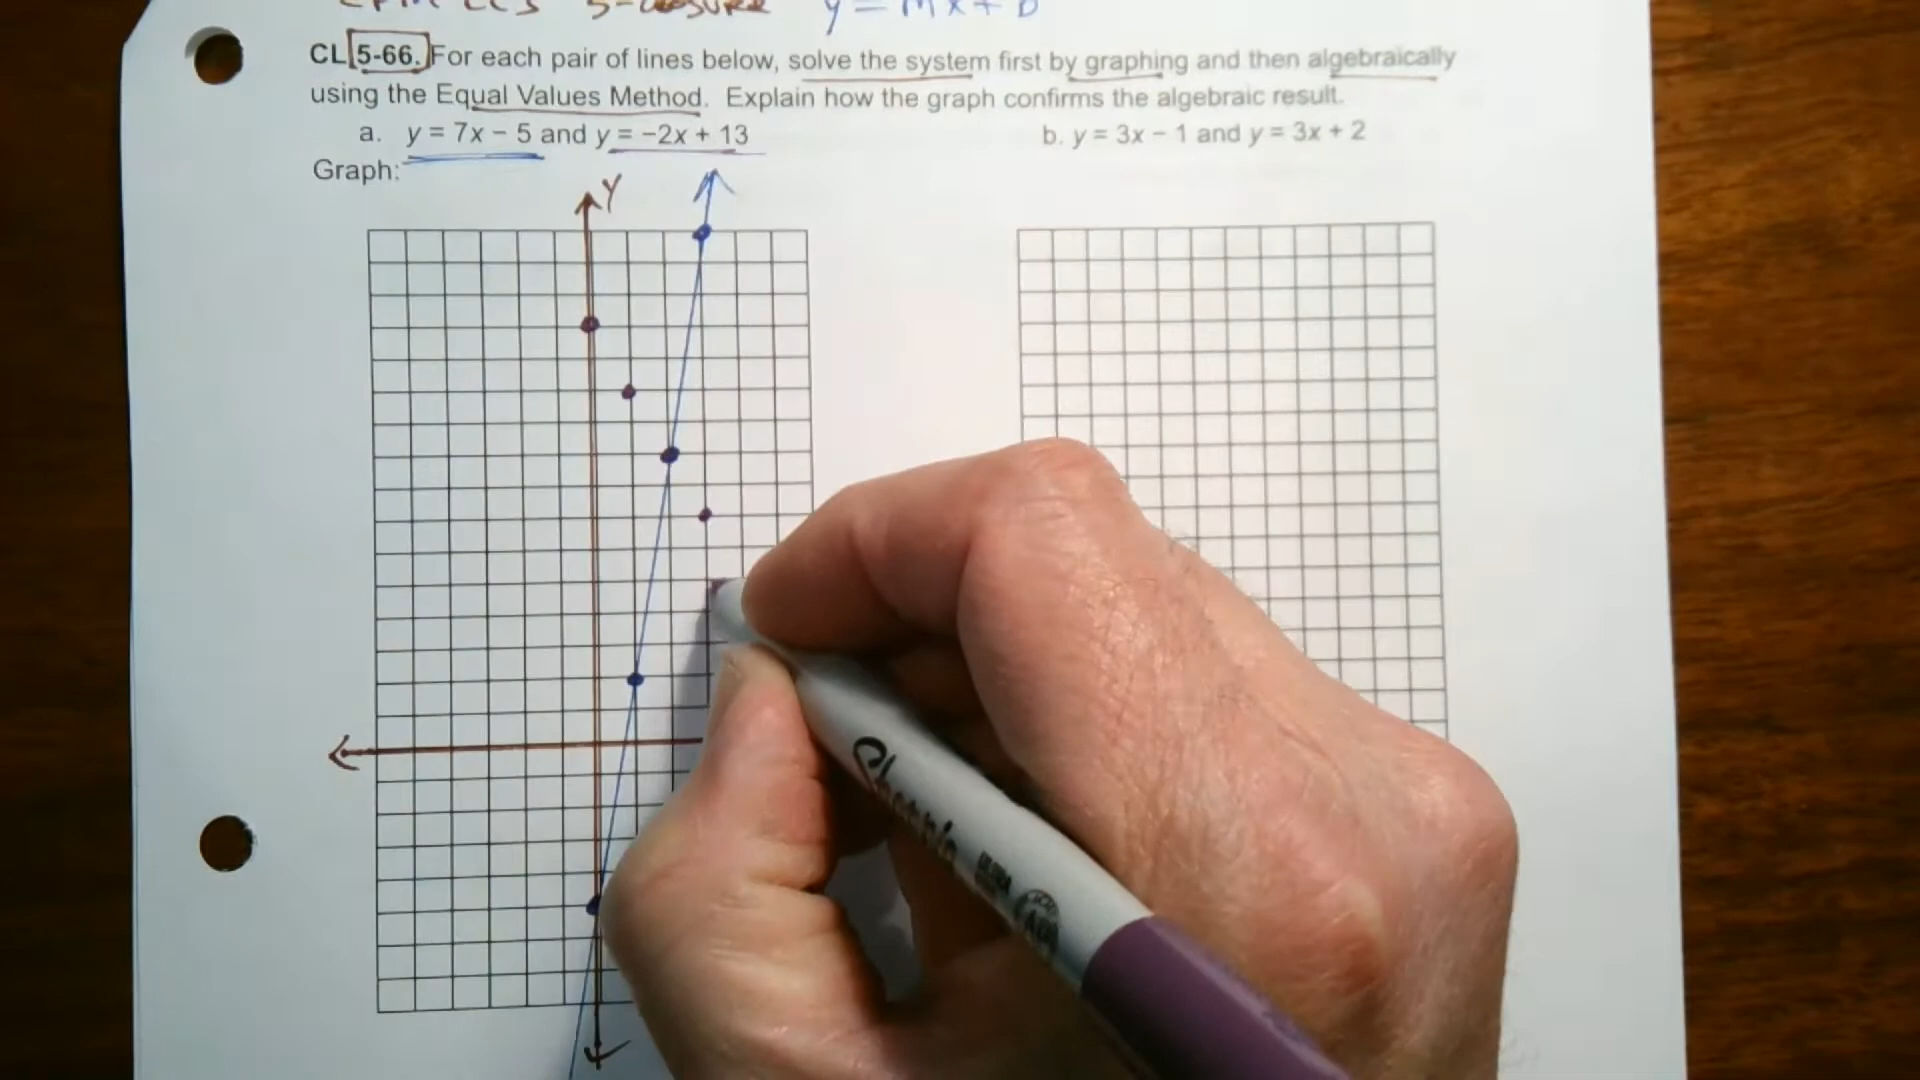 y = mx + b
CL 5-66. For each pair of lines below, solve the system first by graphing and then algebraically
using the Equal Values Method. Explain how the graph confirms the algebraic result.
a. y = 7x − 5 and y = −2x + 13
b. y = 3x − 1 and y = 3x + 2
Graph:
Y
Sharpie